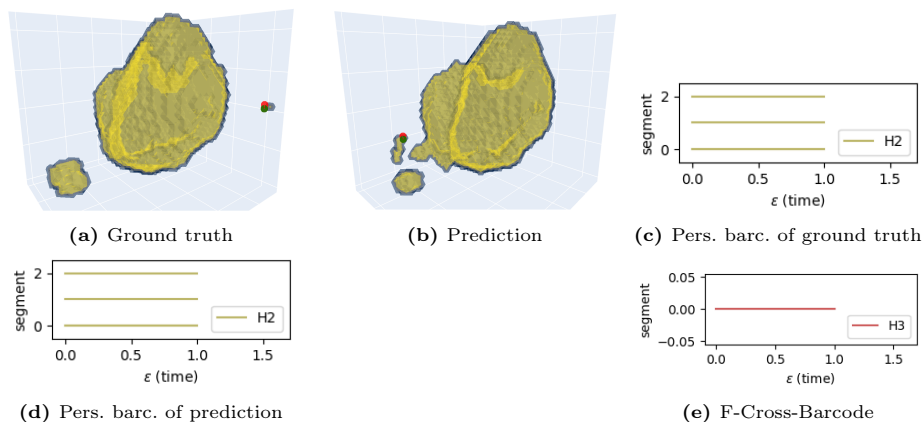 (a) Ground truth
(b) Prediction
segment
2
1
0
H2
0.0 0.5 1.0 1.5
ε (time)
(c) Pers. barc. of ground truth
segment
2
0
H2
0.0 0.5 1.0 1.5
ε (time)
(d) Pers. barc. of prediction
segment
0.05
0.00
−0.05
H3
0.0 0.5 1.0 1.5
ε (time)
(e) F-Cross-Barcode